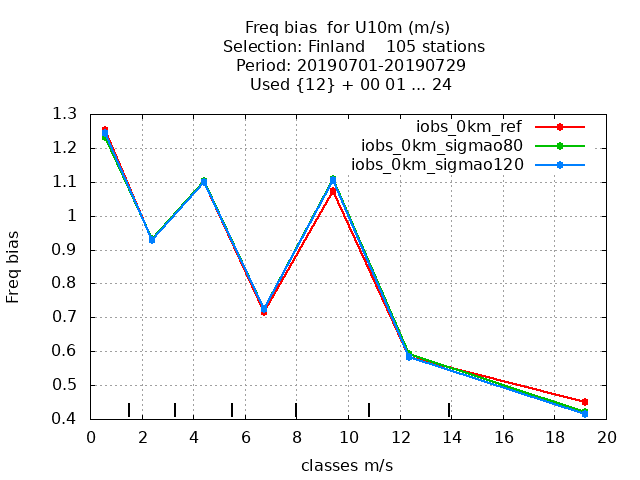 Freq bias  for U10m (m/s)
Selection: Finland    105 stations
Period: 20190701-20190729
Used {12} + 00 01 ... 24
iobs_0km_ref
iobs_0km_sigmao80
iobs_0km_sigmao120
Freq bias
1.3
1.2
1.1
1
0.9
0.8
0.7
0.6
0.5
0.4
0 2 4 6 8 10 12 14 16 18 20
classes m/s